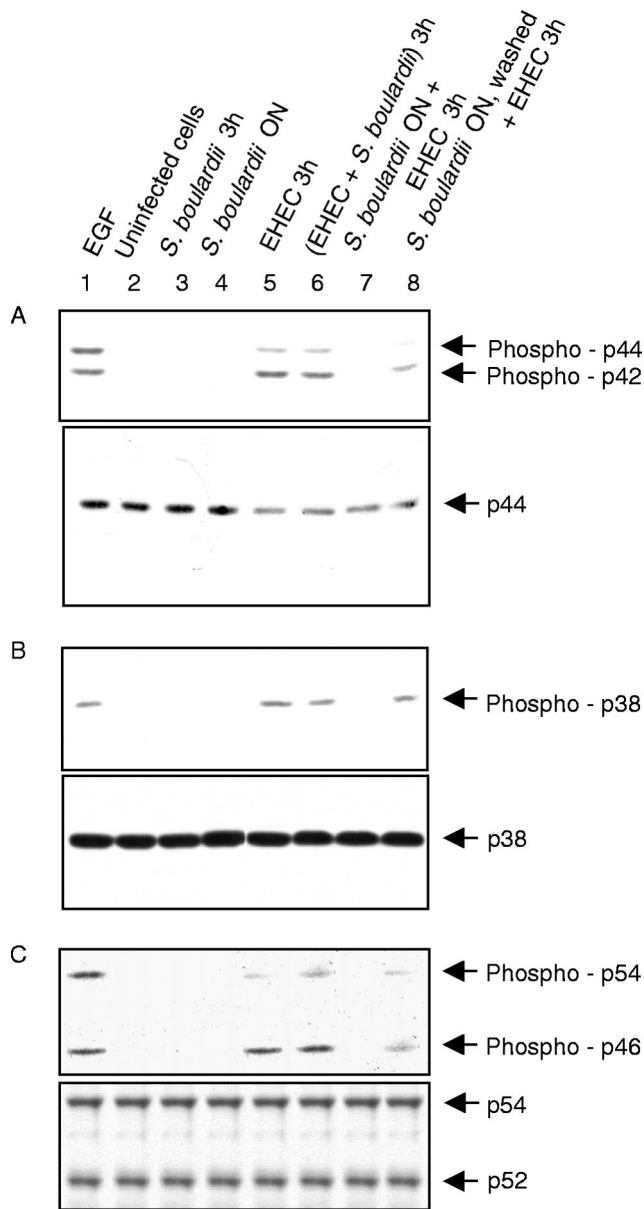 EGF
Uninfected cells
S. boulardii 3h
S. boulardii ON
EHEC 3h
(EHEC + S. boulardii) 3h
S. boulardii ON +
EHEC 3h
S. boulardii ON, washed
+ EHEC 3h
1 2 3 4 5 6 7 8
A
Phospho - p44
Phospho - p42
p44
B
Phospho - p38
p38
C
Phospho - p54
Phospho - p46
p54
p52